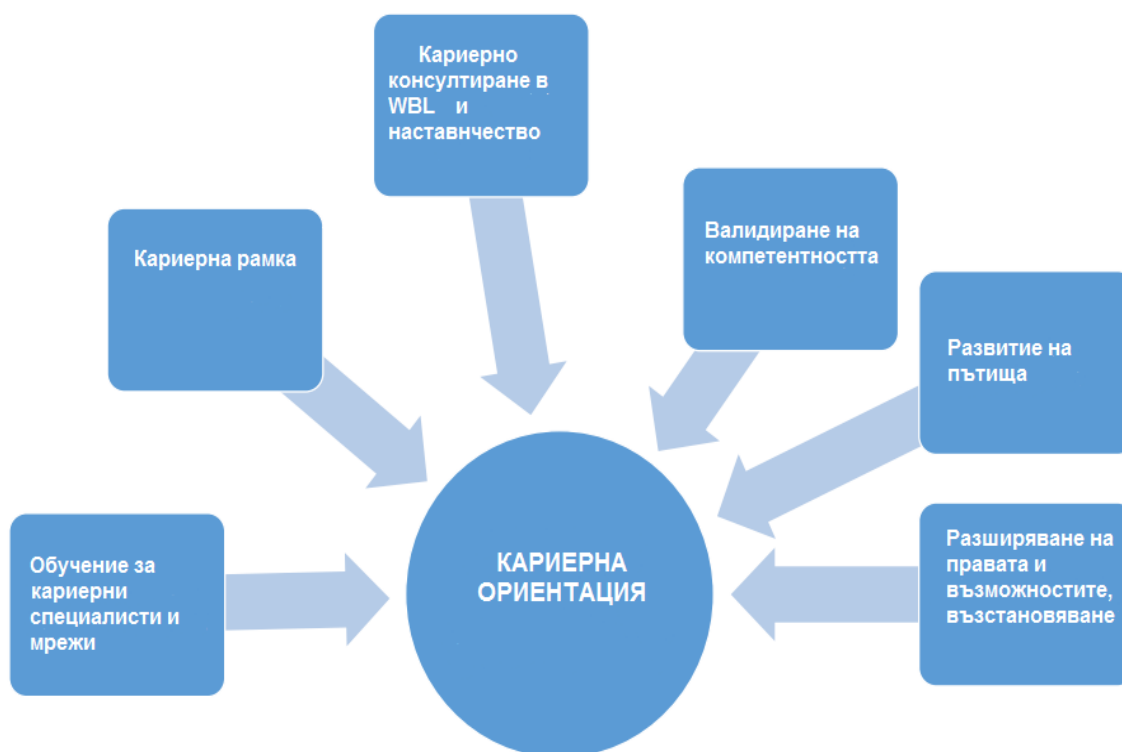 Кариерно
консултиране в
WBL и
наставнчество
Валидиране на
компетентността
Кариерна рамка
Развитие на
пътища
Обучение за
кариерни
специалисти и
мрежи
КАРИЕРНА
ОРИЕНТАЦИЯ
Разширяване на
правата и
възможностите,
възстановяване